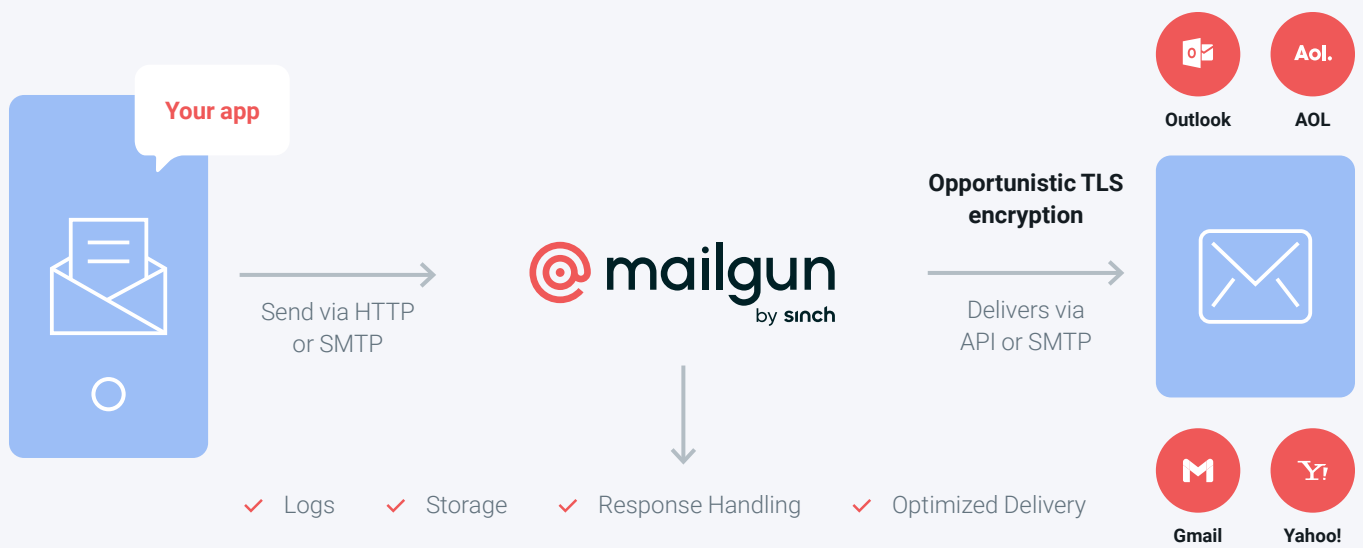 Your app
Send via HTTP
or SMTP
mailgun
by sinch
Opportunistic TLS
encryption
Delivers via
API or SMTP
Logs
Storage
Response Handling
Optimized Delivery
O
Aol.
Outlook
AOL
M
Y!
Gmail
Yahoo!